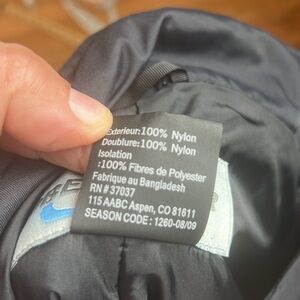 Exterieur:100% Nylon
Doublure:100% Nylon
Isolation
:100% Fibres de Polyester
Fabrique au Bangladesh
RN # 37037
115 AABC Aspen, CO 81611
SEASON CODE : 1260-08/09